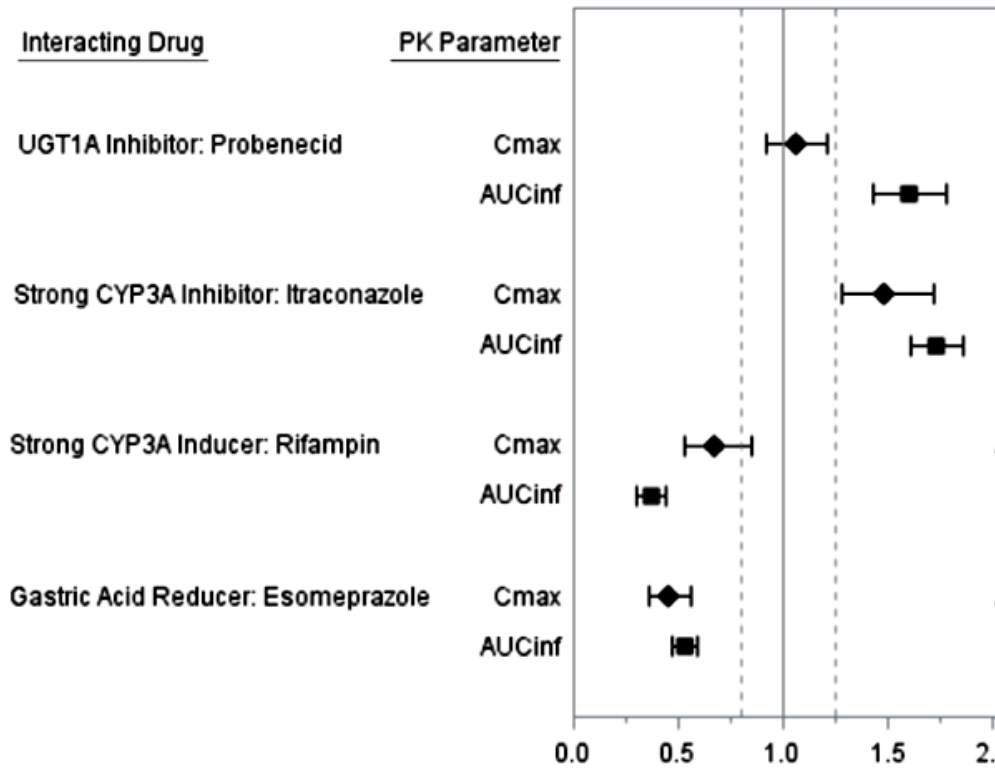 Interacting Drug PK Parameter
UGT1A Inhibitor: Probenecid Cmax
AUCinf
Strong CYP3A Inhibitor: Itraconazole Cmax
AUCinf
Strong CYP3A Inducer: Rifampin Cmax
AUCinf
Gastric Acid Reducer: Esomeprazole Cmax
AUCinf
0.0 0.5 1.0 1.5 2.